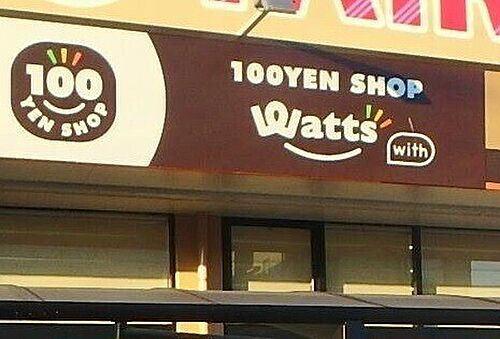 100
YEN SHOP
100YEN SHOP
Watts
with